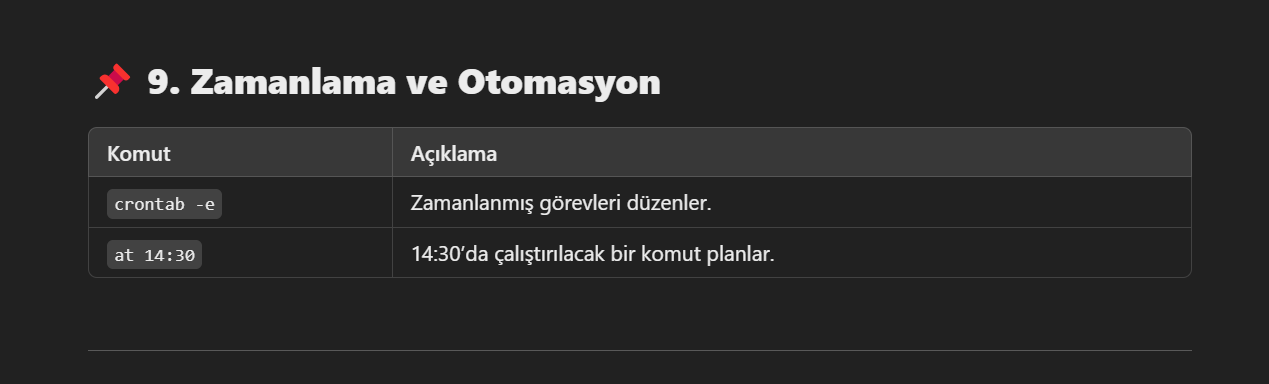 📌 9. Zamanlama ve Otomasyon
Komut Açıklama
crontab -e Zamanlanmış görevleri düzenler.
at 14:30 14:30’da çalıştırılacak bir komut planlar.